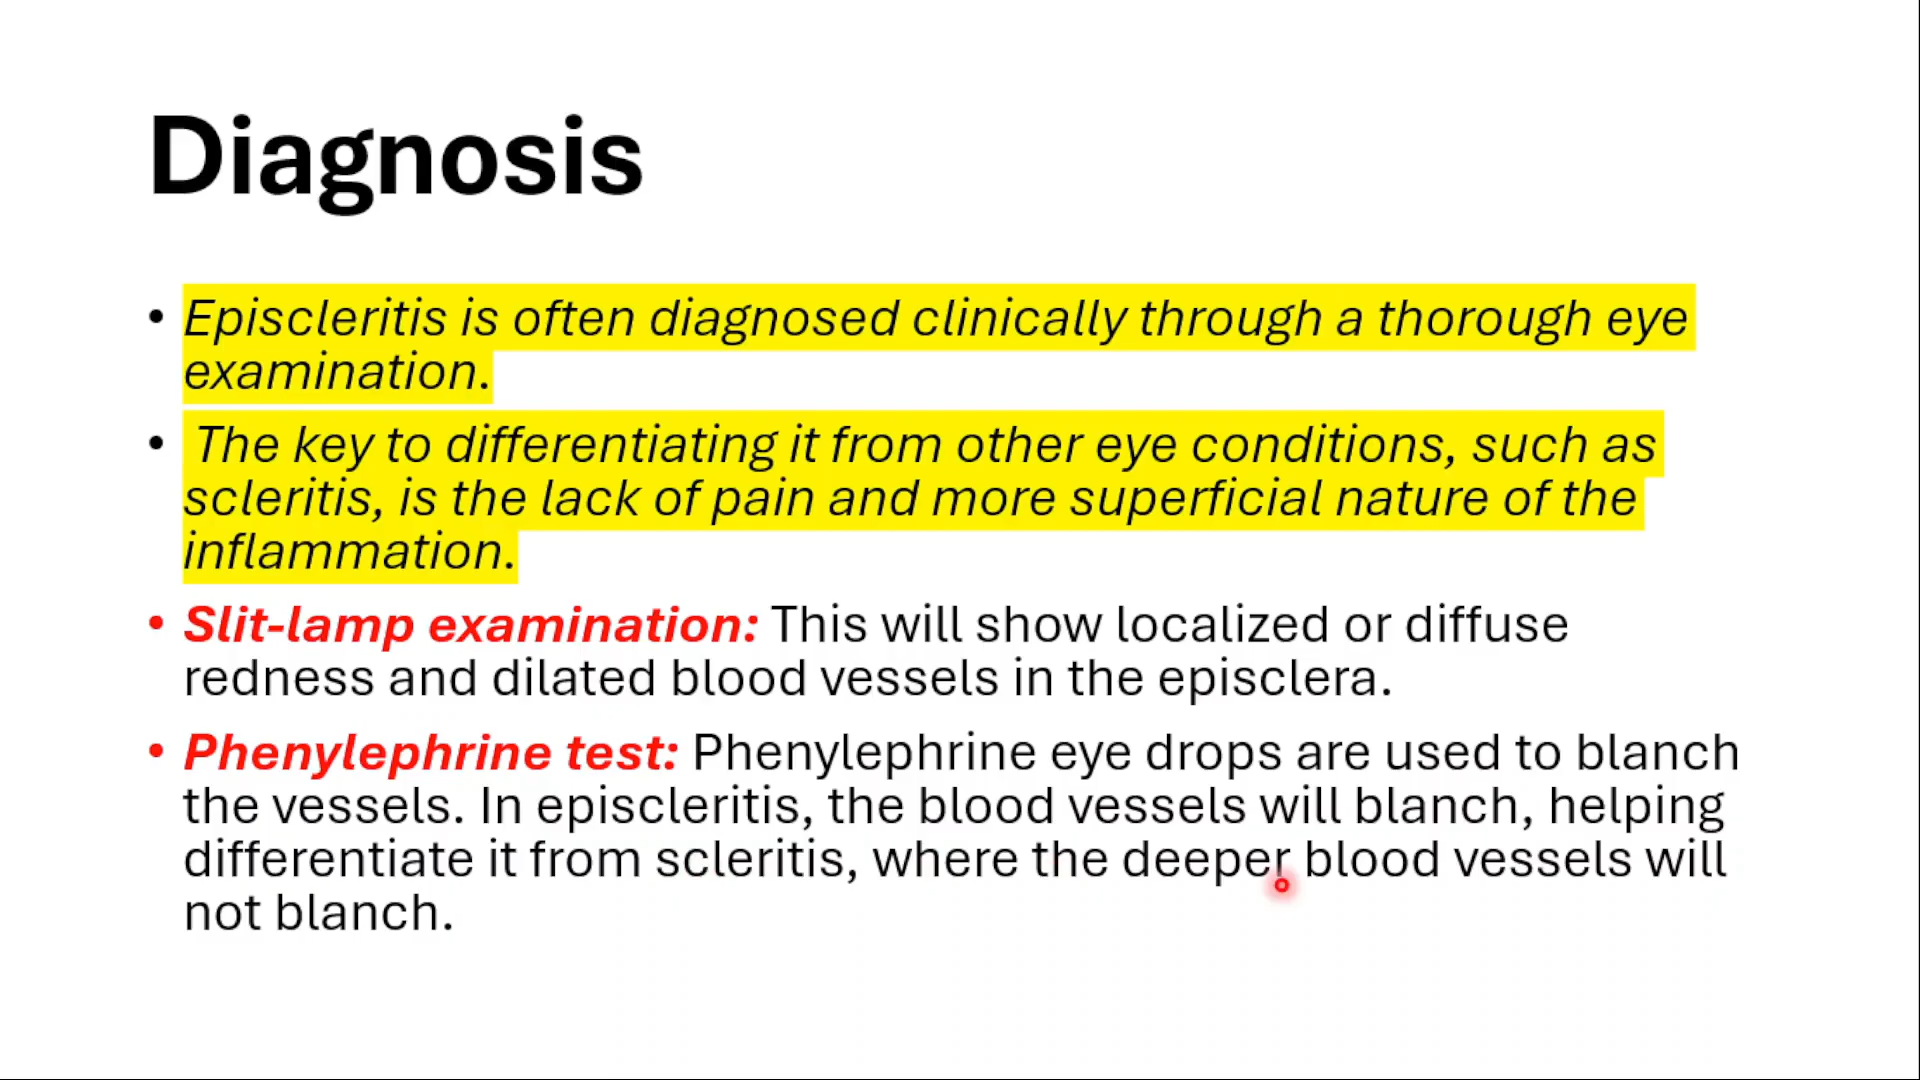 Diagnosis
• Episcleritis is often diagnosed clinically through a thorough eye
examination.
• The key to differentiating it from other eye conditions, such as
scleritis, is the lack of pain and more superficial nature of the
inflammation.
• Slit-lamp examination: This will show localized or diffuse
redness and dilated blood vessels in the episclera.
• Phenylephrine test: Phenylephrine eye drops are used to blanch
the vessels. In episcleritis, the blood vessels will blanch, helping
differentiate it from scleritis, where the deeper blood vessels will
not blanch.